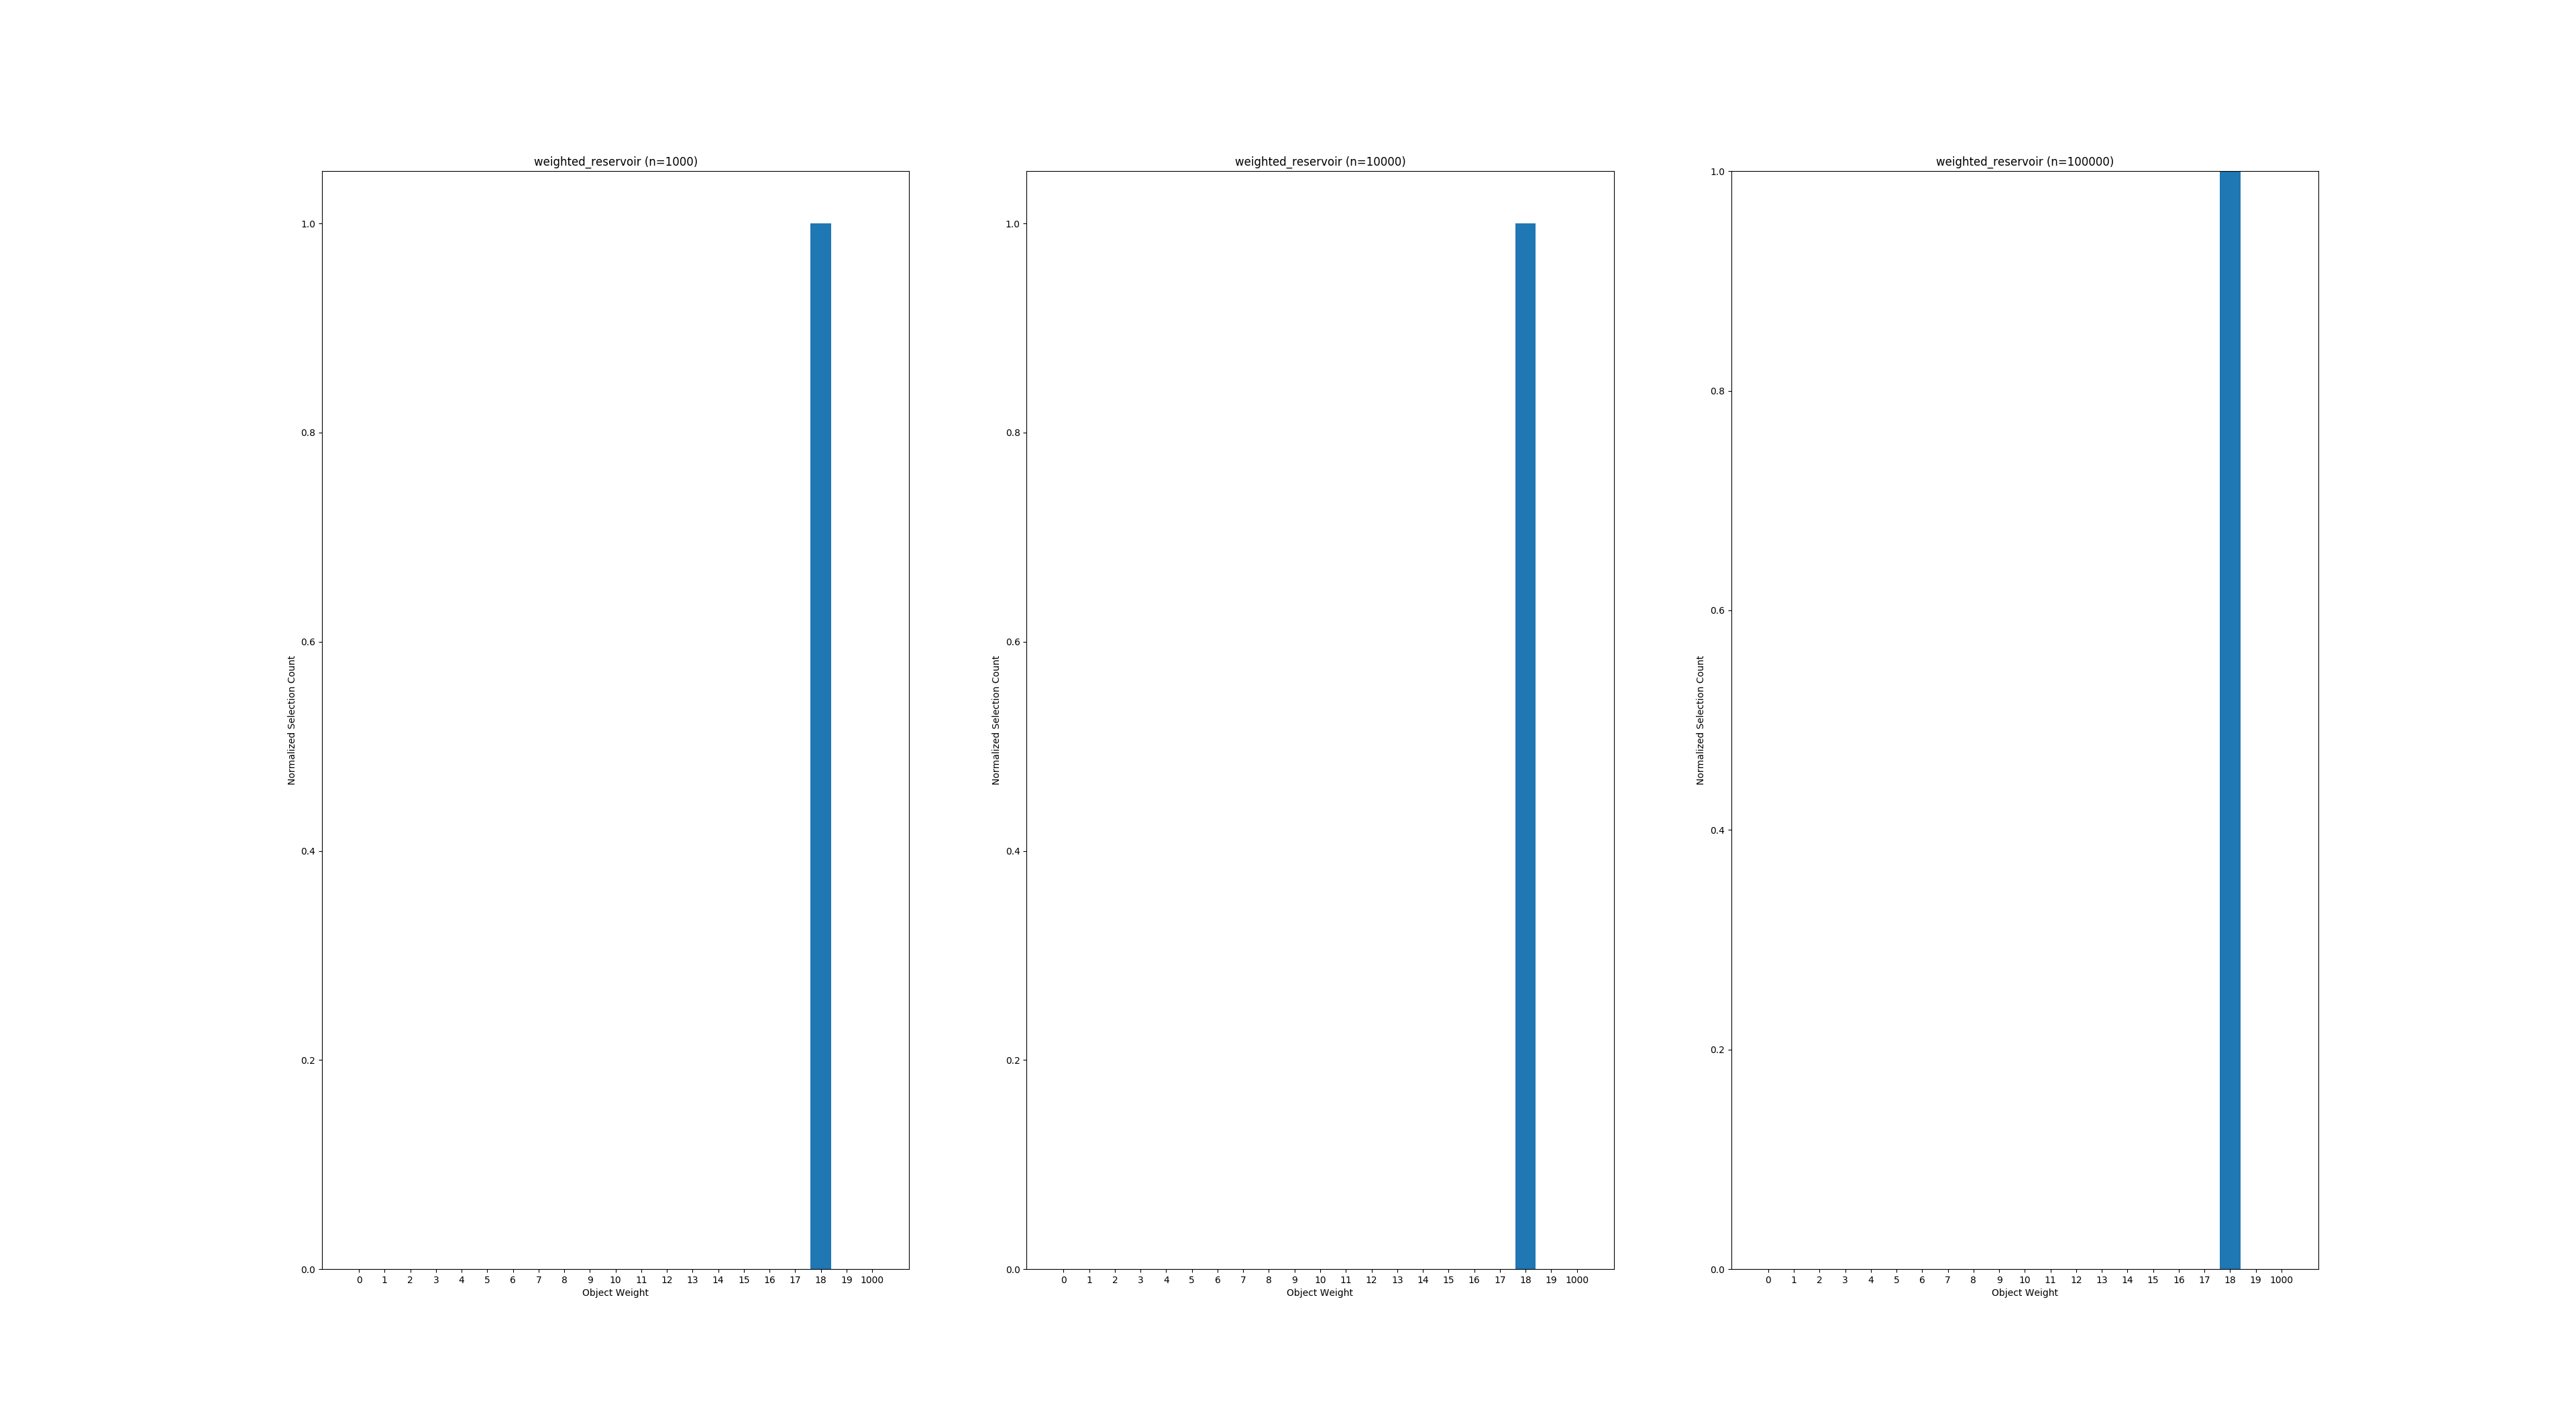 weighted_reservoir (n=1000)
1.0
0.8
0.6
0.4
0.2
0.0
Normalized Selection Count
0 1 2 3 4 5 6 7 8 9 10 11 12 13 14 15 16 17 18 19 1000
Object Weight
weighted_reservoir (n=10000)
1.0
0.8
0.6
0.4
0.2
0.0
Normalized Selection Count
0 1 2 3 4 5 6 7 8 9 10 11 12 13 14 15 16 17 18 19 1000
Object Weight
weighted_reservoir (n=100000)
1.0
0.8
0.6
0.4
0.2
0.0
Normalized Selection Count
0 1 2 3 4 5 6 7 8 9 10 11 12 13 14 15 16 17 18 19 1000
Object Weight